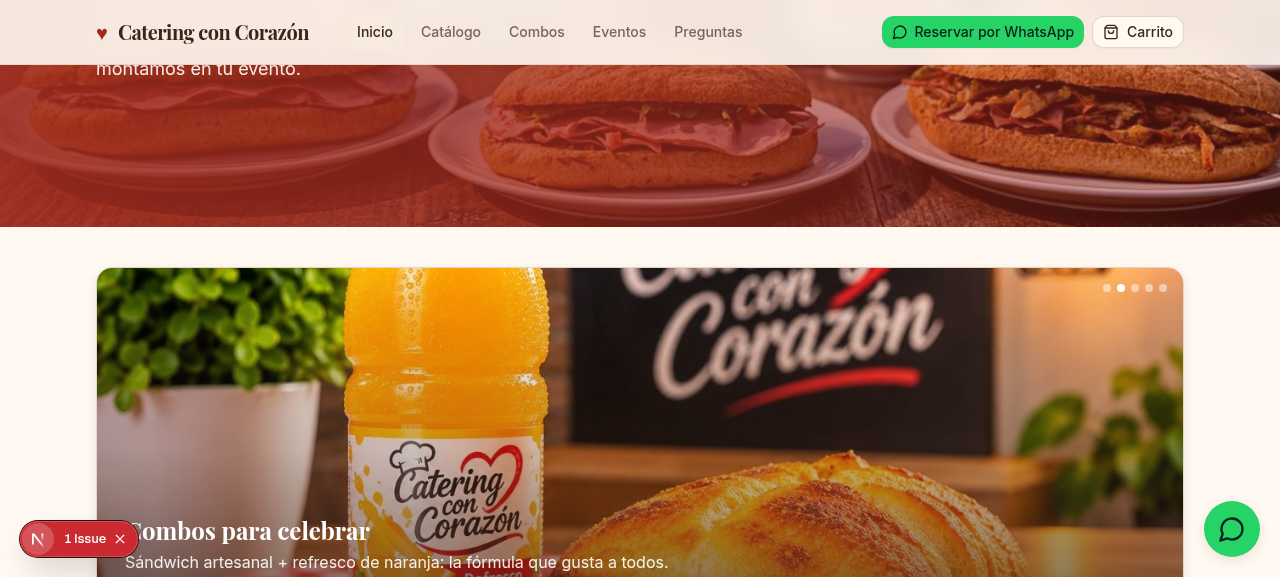 ♥ Catering con Corazón Inicio Catálogo Combos Eventos Preguntas Reservar por WhatsApp Carrito
montamos en tu evento.
con
Corazón
Catering
con
Corazón
Combos para celebrar
Sándwich artesanal + refresco de naranja: la fórmula que gusta a todos.
N 1 Issue